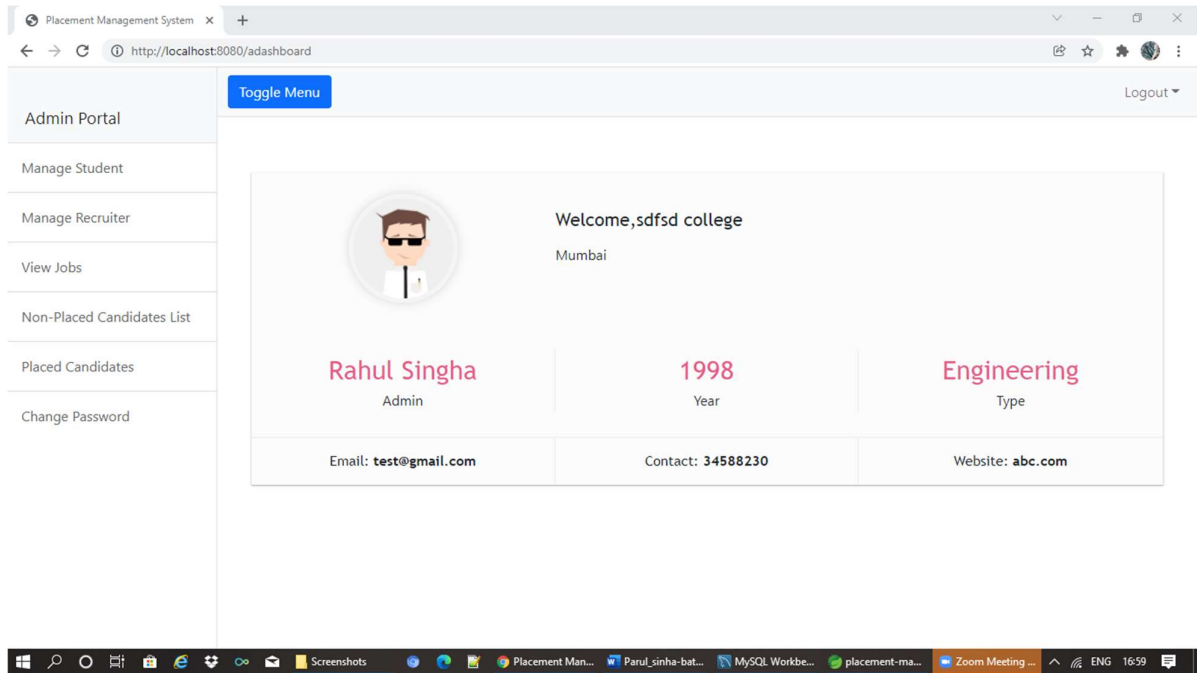 Placement Management System
http://localhost:8080/adashboard
Toggle Menu
Logout
Admin Portal
Manage Student
Manage Recruiter
View Jobs
Non-Placed Candidates List
Placed Candidates
Change Password
Welcome,sdfsd college
Mumbai
Rahul Singha
Admin
1998
Year
Engineering
Type
Email: test@gmail.com
Contact: 34588230
Website: abc.com
Screenshots
Placement Man...
Parul_sinha-bat...
MySQL Workbe...
placement-ma...
Zoom Meeting ...
ENG
16:59